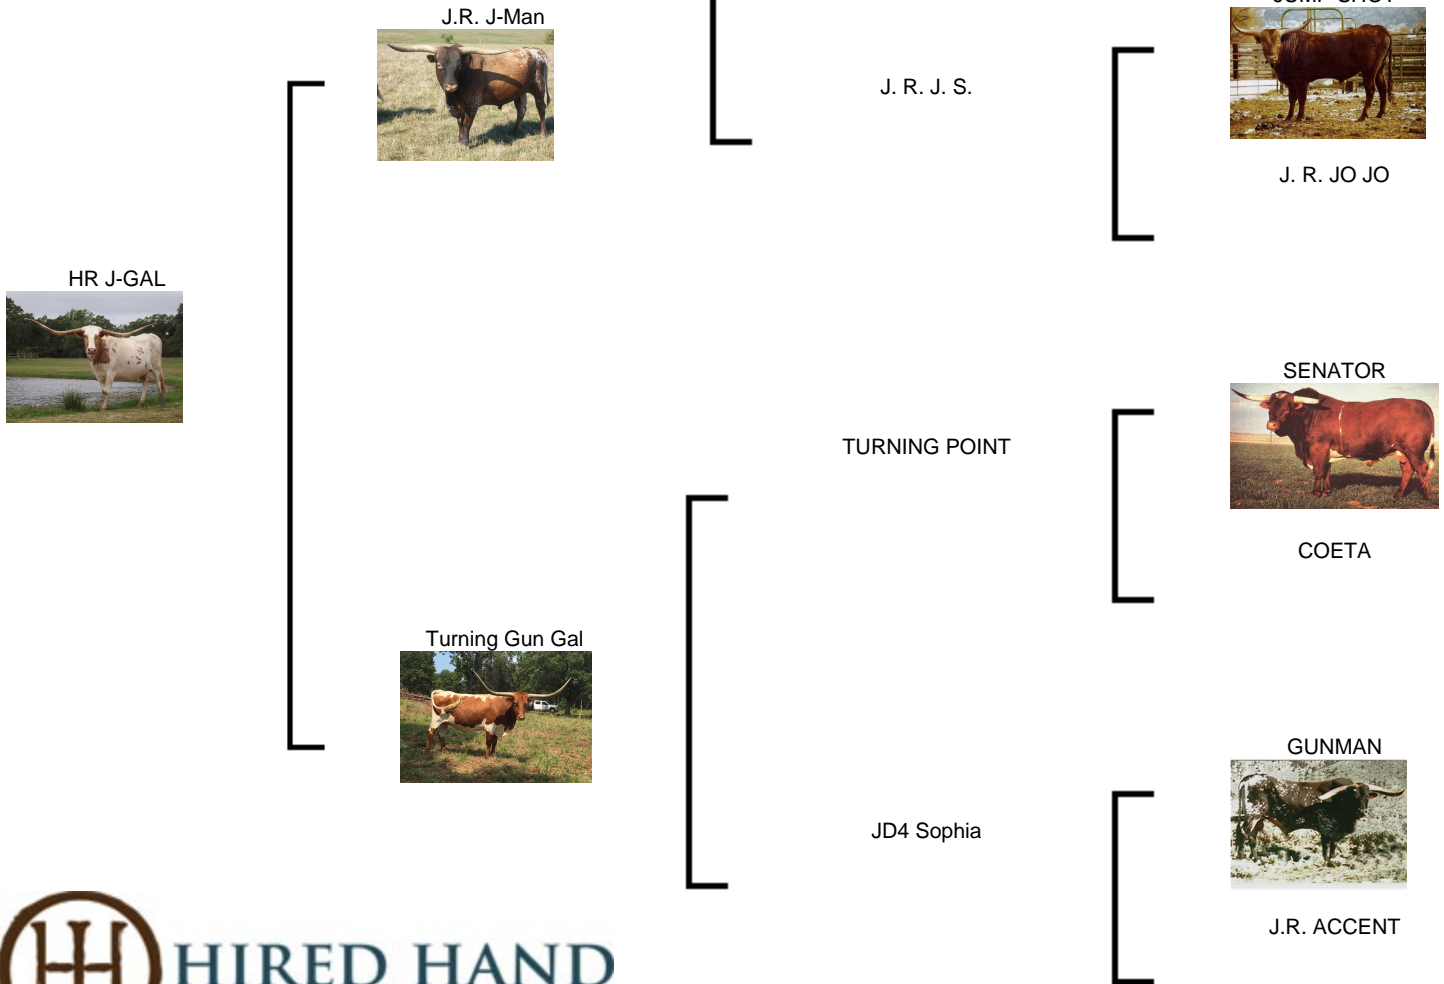 J.R. J-Man
J. R. J. S.
J. R. JO JO
HR J-GAL
SENATOR
TURNING POINT
COETA
Turning Gun Gal
GUNMAN
JD4 Sophia
J.R. ACCENT
HIRED HAND